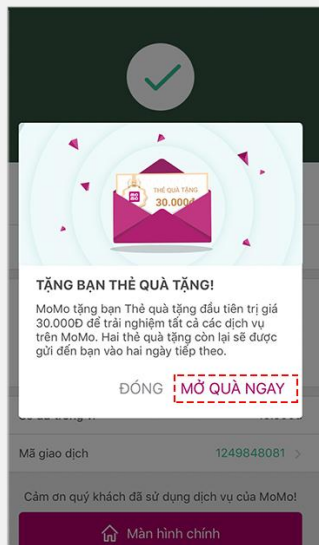 THẺ QUÀ TẶNG
30.000đ
TẶNG BẠN THẺ QUÀ TẶNG!
MoMo tặng bạn Thẻ quà tặng đầu tiên trị giá
30.000Đ để trải nghiệm tất cả các dịch vụ
trên MoMo. Hai thẻ quà tặng còn lại sẽ được
gửi đến bạn vào hai ngày tiếp theo.
ĐÓNG MỞ QUÀ NGAY
Mã giao dịch 1249848081
Cảm ơn quý khách đã sử dụng dịch vụ của MoMo!
Màn hình chính